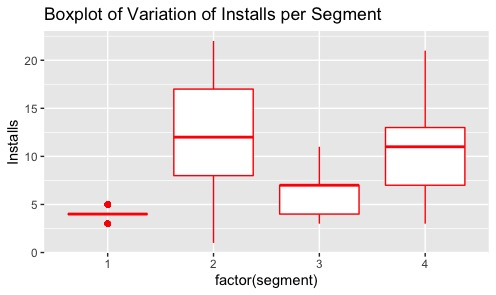 Boxplot of Variation of Installs per Segment
20
15
10
5
0
Installs
1 2 3 4
factor(segment)